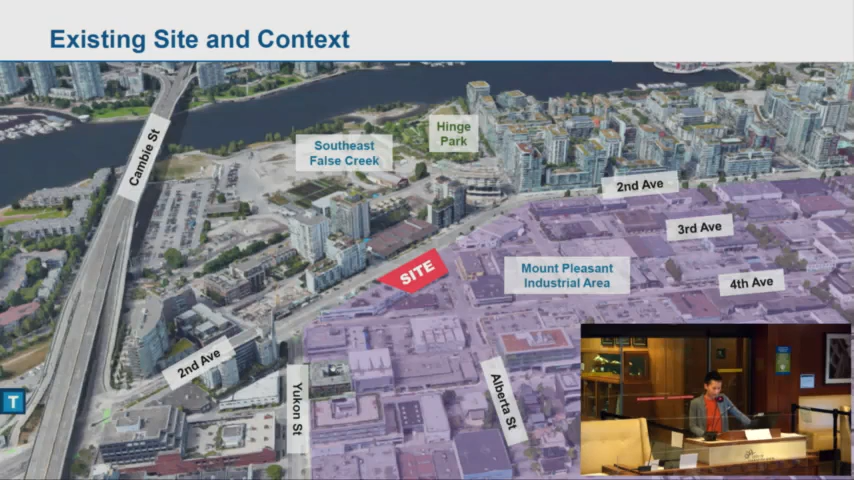 Existing Site and Context
Cambie St
Southeast
False Creek
Hinge
Park
2nd Ave
3rd Ave
4th Ave
SITE
Mount Pleasant
Industrial Area
2nd Ave
Yukon St
Alberta St
T